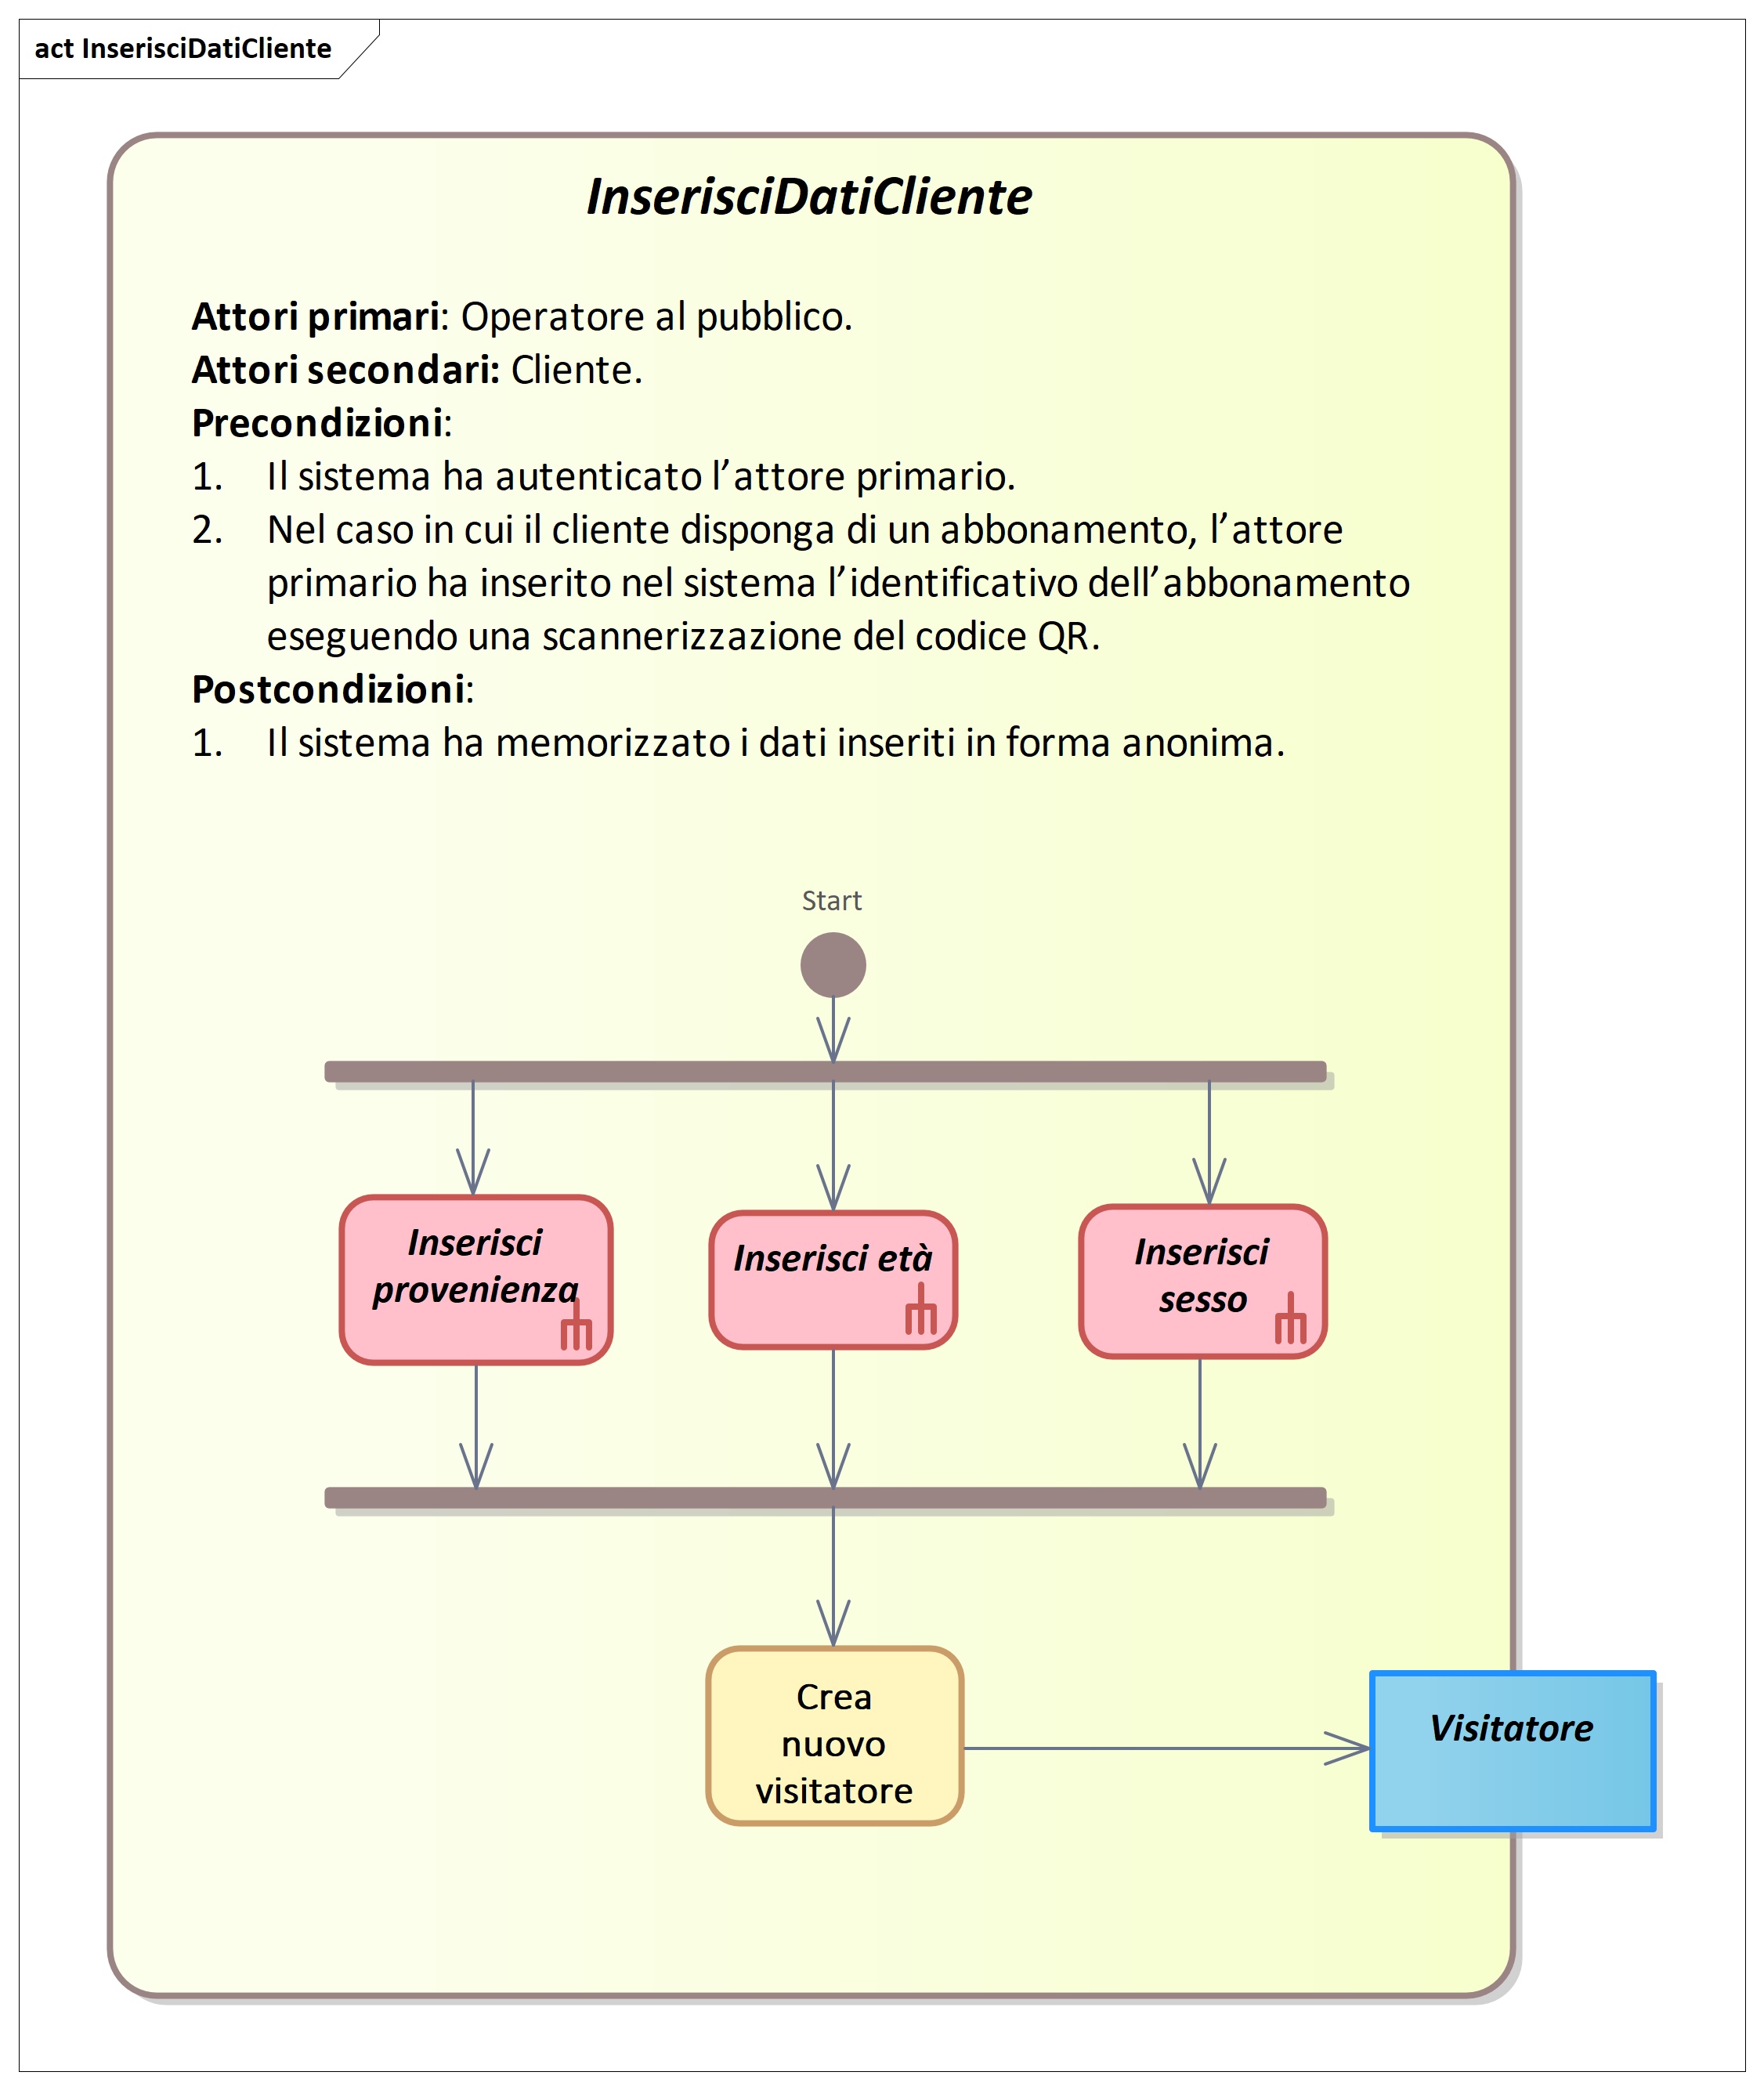 act InserisciDatiCliente
InserisciDatiCliente
Attori primari: Operatore al pubblico.
Attori secondari: Cliente.
Precondizioni:
1. Il sistema ha autenticato l’attore primario.
2. Nel caso in cui il cliente disponga di un abbonamento, l’attore
primario ha inserito nel sistema l’identificativo dell’abbonamento
eseguendo una scannerizzazione del codice QR.
Postcondizioni:
1. Il sistema ha memorizzato i dati inseriti in forma anonima.
Start
Inserisci
provenienza
Inserisci età
Inserisci
sesso
Crea
nuovo
visitatore
Visitatore